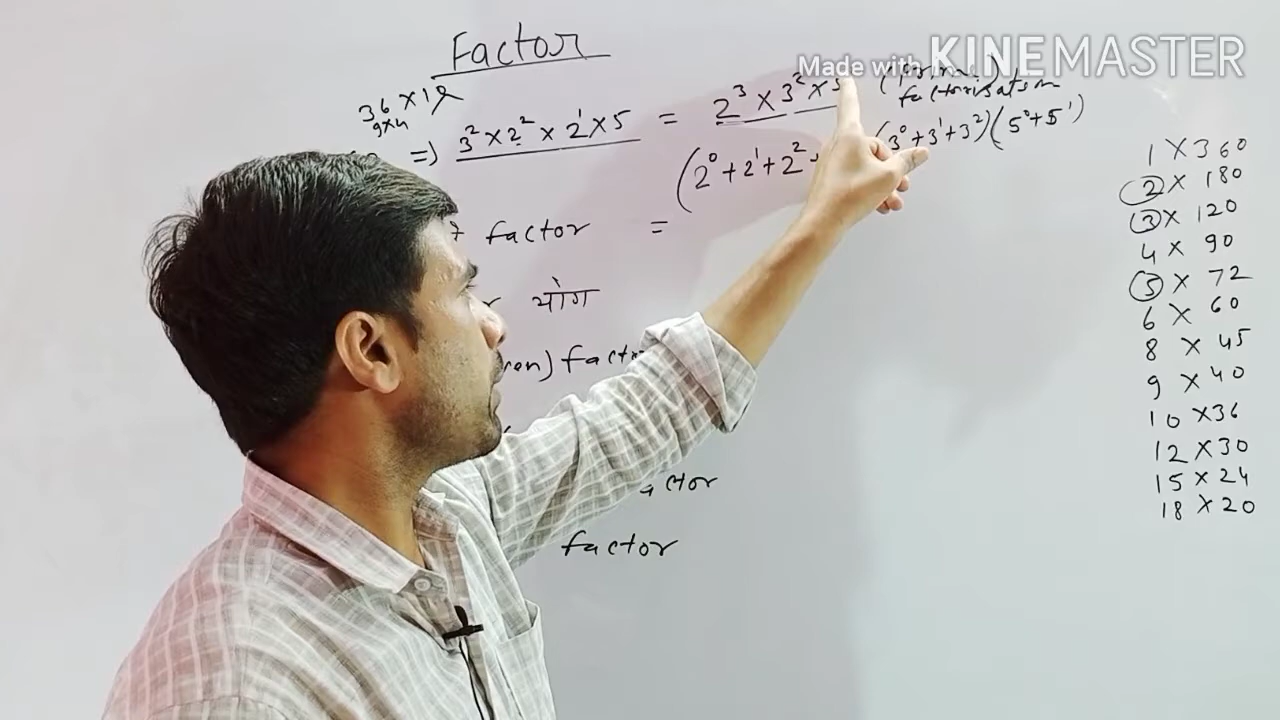 Factor
Made with KINEMASTER
36 × 12
9×4
⇒ 3² × 2² × 2¹ × 5 = 2³ × 3² × 5
factorisation
(2⁰ + 2¹ + 2² + (3⁰ + 3¹ + 3²)(5⁰ + 5¹)
factor =
योग
factor
factor
1 × 360
2 × 180
3 × 120
4 × 90
5 × 72
6 × 60
8 × 45
9 × 40
10 × 36
12 × 30
15 × 24
18 × 20